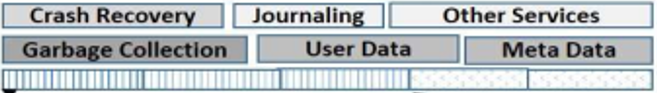 Crash Recovery Journaling Other Services
Garbage Collection User Data Meta Data